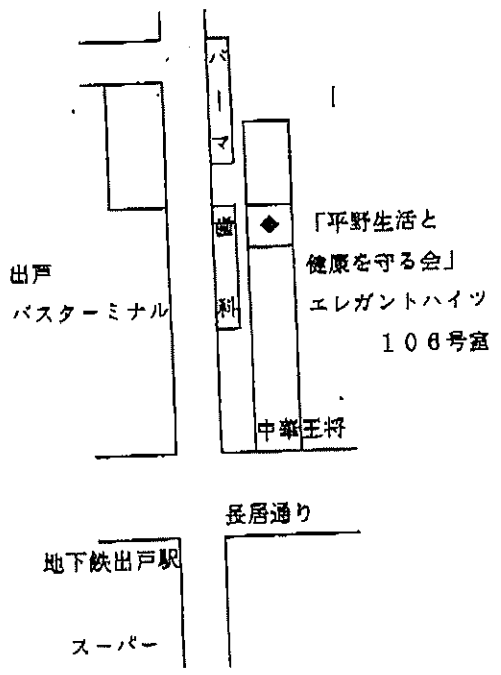 パーマ
歯科
「平野生活と
健康を守る会」
エレガントハイツ
106号室
出戸
バスターミナル
中華王将
長居通り
地下鉄出戸駅
スーパー